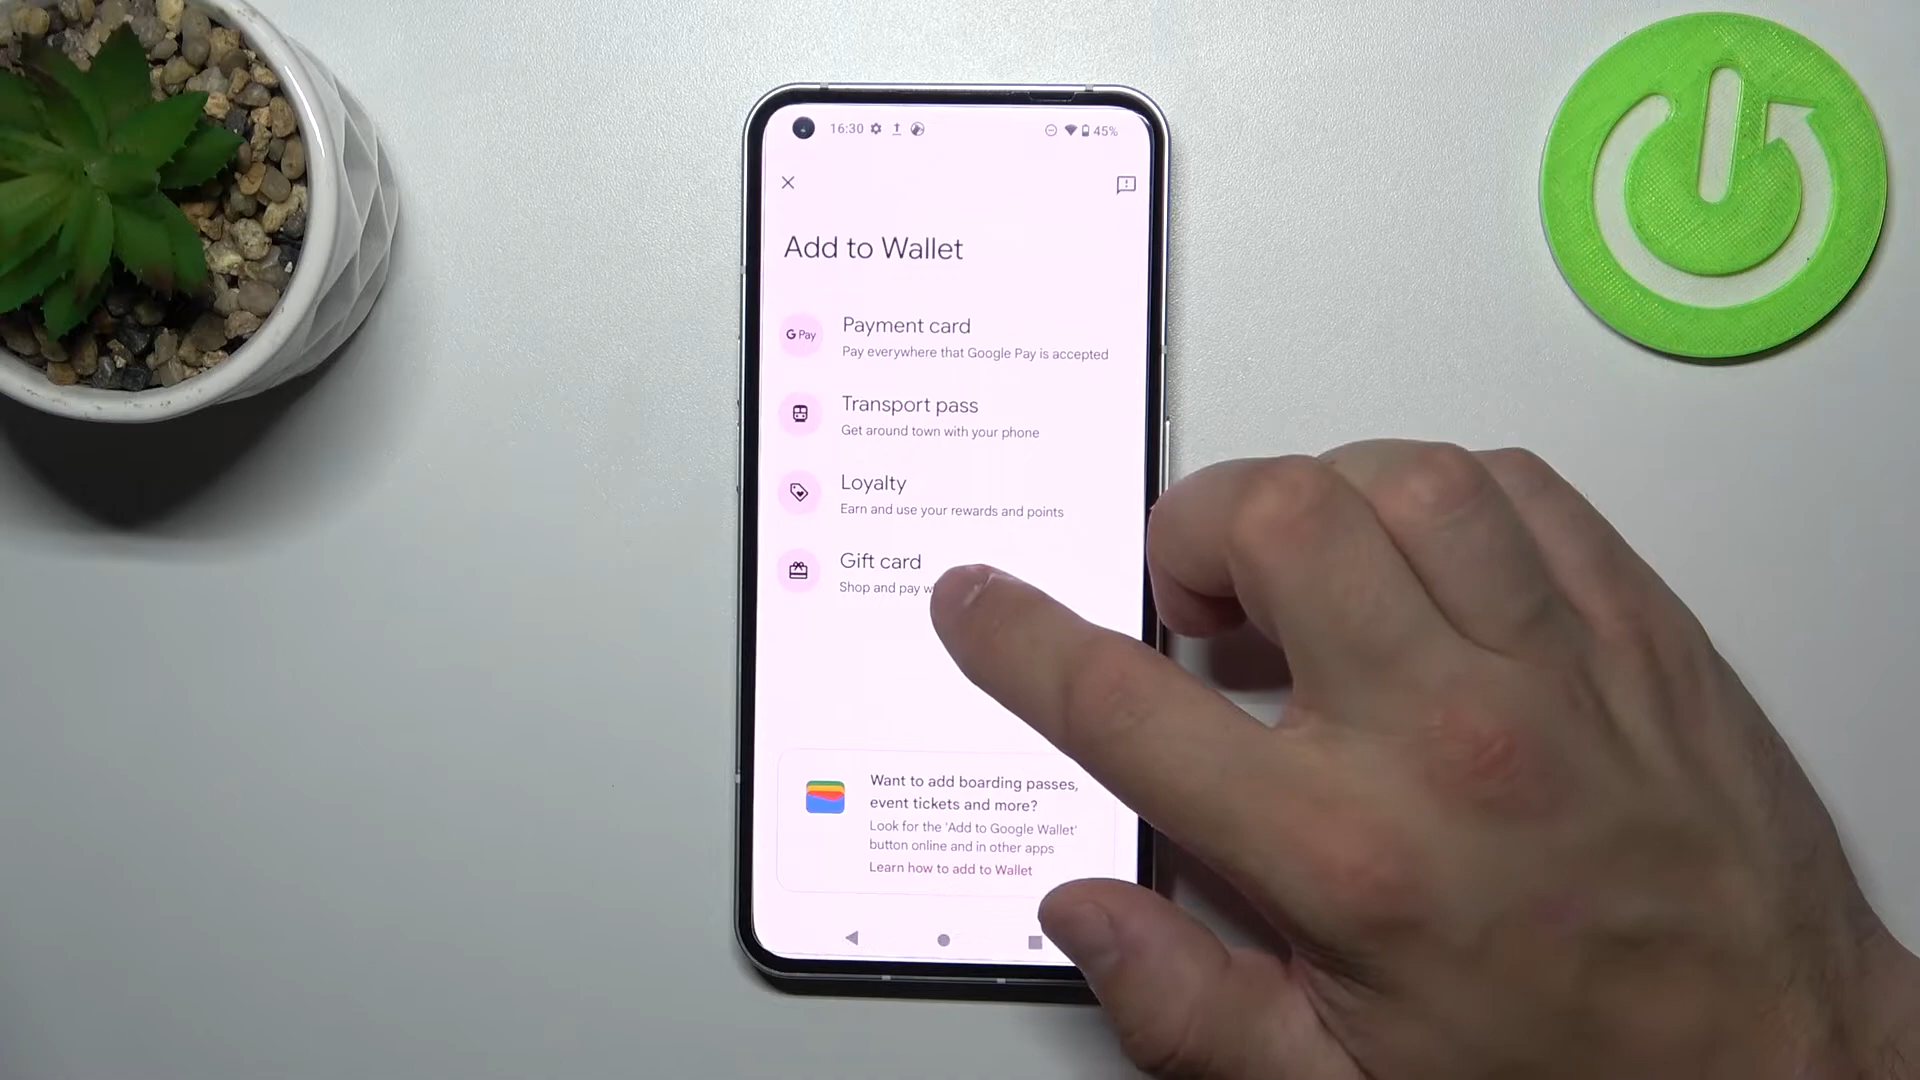 16:30 45%
Add to Wallet
G Pay
Payment card
Pay everywhere that Google Pay is accepted
Transport pass
Get around town with your phone
Loyalty
Earn and use your rewards and points
Gift card
Shop and pay
Want to add boarding passes,
event tickets and more?
Look for the 'Add to Google Wallet'
button online and in other apps
Learn how to add to Wallet